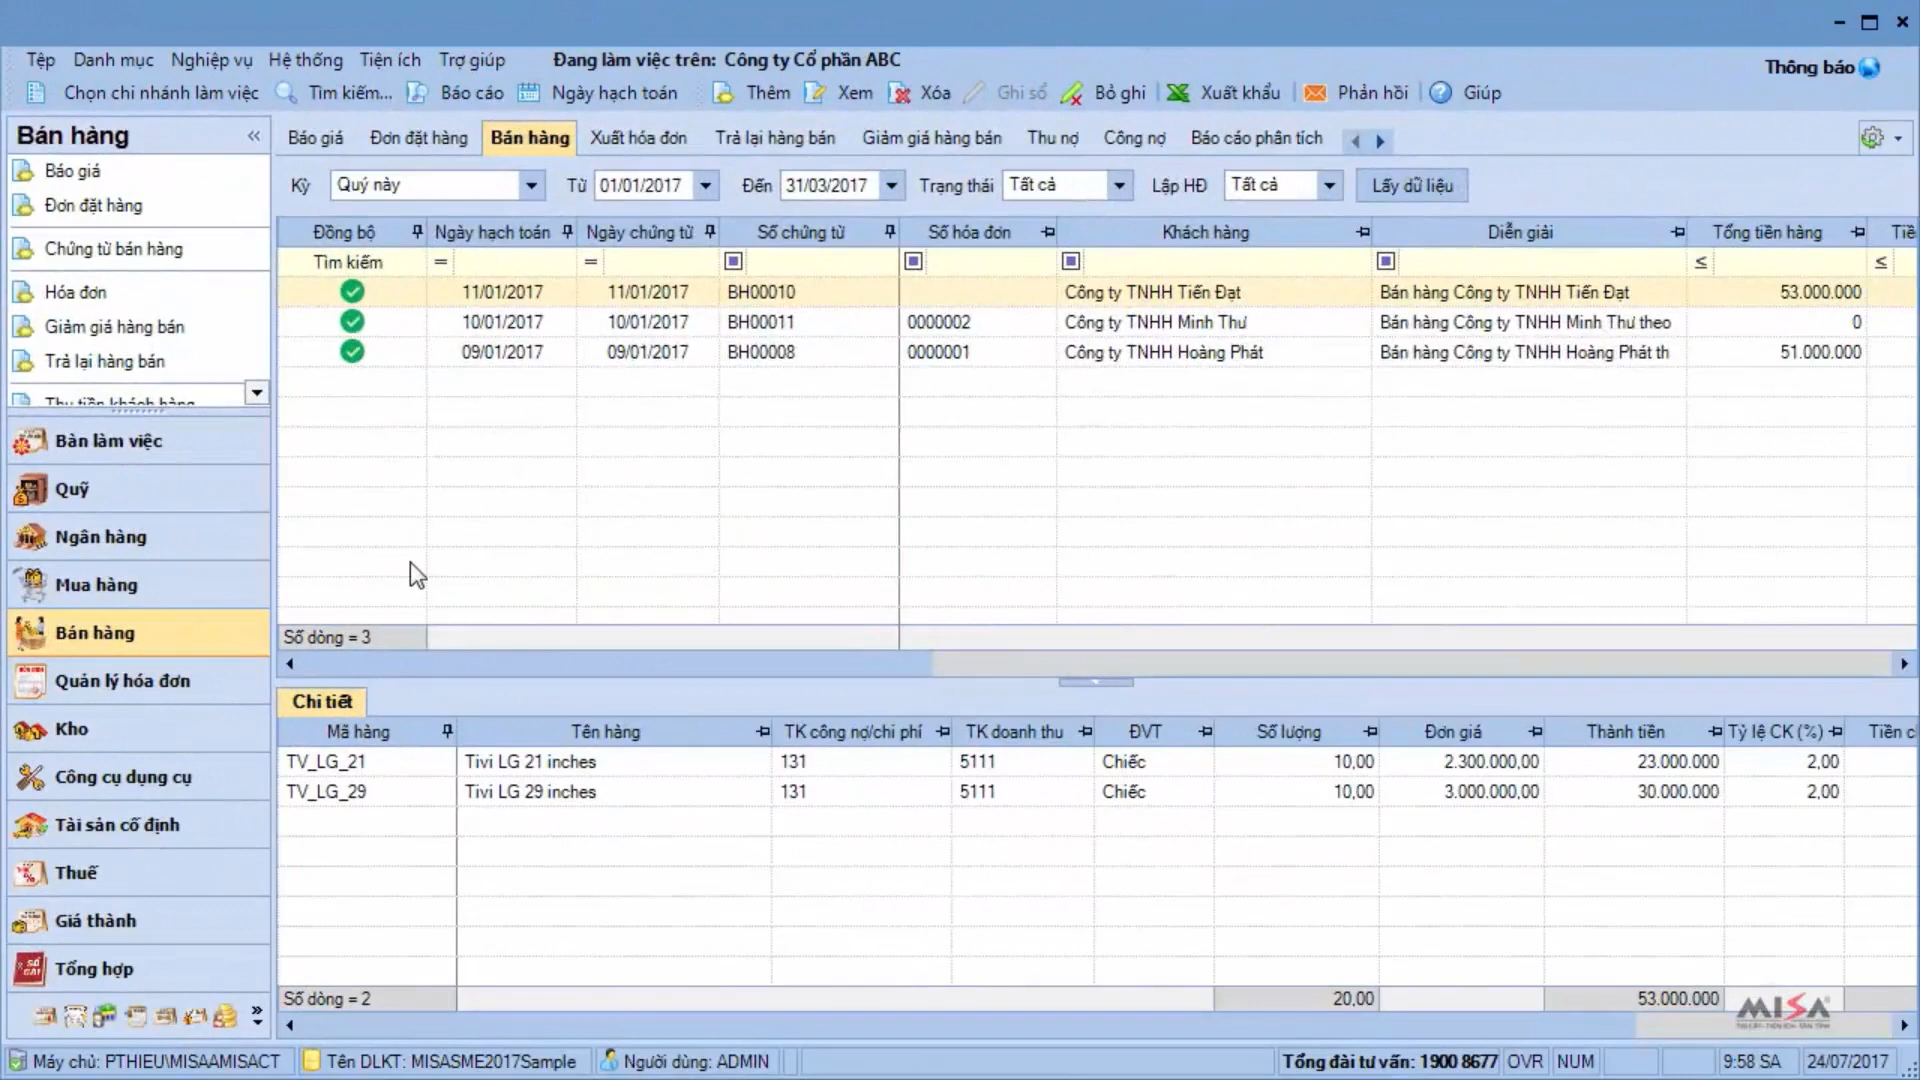 Tệp Danh mục Nghiệp vụ Hệ thống Tiện ích Trợ giúp Đang làm việc trên: Công ty Cổ phần ABC
Thông báo
Chọn chi nhánh làm việc Tìm kiếm... Báo cáo Ngày hạch toán Thêm Xem Xóa Ghi sổ Bỏ ghi Xuất khẩu Phản hồi Giúp
Bán hàng
Báo giá Đơn đặt hàng Bán hàng Xuất hóa đơn Trả lại hàng bán Giảm giá hàng bán Thu nợ Công nợ Báo cáo phân tích
Báo giá
Đơn đặt hàng
Chứng từ bán hàng
Hóa đơn
Giảm giá hàng bán
Trả lại hàng bán
Thu tiền khách hàng
Bàn làm việc
Quỹ
Ngân hàng
Mua hàng
Bán hàng
Quản lý hóa đơn
Kho
Công cụ dụng cụ
Tài sản cố định
Thuế
Giá thành
Tổng hợp
Kỳ Quý này Từ 01/01/2017 Đến 31/03/2017 Trạng thái Tất cả Lập HĐ Tất cả Lấy dữ liệu
Đồng bộ Ngày hạch toán Ngày chứng từ Số chứng từ Số hóa đơn Khách hàng Diễn giải Tổng tiền hàng Tiề
Tìm kiếm = = ≤ ≤
11/01/2017 11/01/2017 BH00010 Công ty TNHH Tiến Đạt Bán hàng Công ty TNHH Tiến Đạt 53.000.000
10/01/2017 10/01/2017 BH00011 0000002 Công ty TNHH Minh Thư Bán hàng Công ty TNHH Minh Thư theo 0
09/01/2017 09/01/2017 BH00008 0000001 Công ty TNHH Hoàng Phát Bán hàng Công ty TNHH Hoàng Phát th 51.000.000
Số dòng = 3
Chi tiết
Mã hàng Tên hàng TK công nợ/chi phí TK doanh thu ĐVT Số lượng Đơn giá Thành tiền Tỷ lệ CK (%) Tiền c
TV_LG_21 Tivi LG 21 inches 131 5111 Chiếc 10,00 2.300.000,00 23.000.000 2,00
TV_LG_29 Tivi LG 29 inches 131 5111 Chiếc 10,00 3.000.000,00 30.000.000 2,00
Số dòng = 2 20,00 53.000.000
MISA
Máy chủ: PTHIEU\MISAAMISACT Tên DLKT: MISASME2017Sample Người dùng: ADMIN Tổng đài tư vấn: 1900 8677 OVR NUM 9:58 SA 24/07/2017